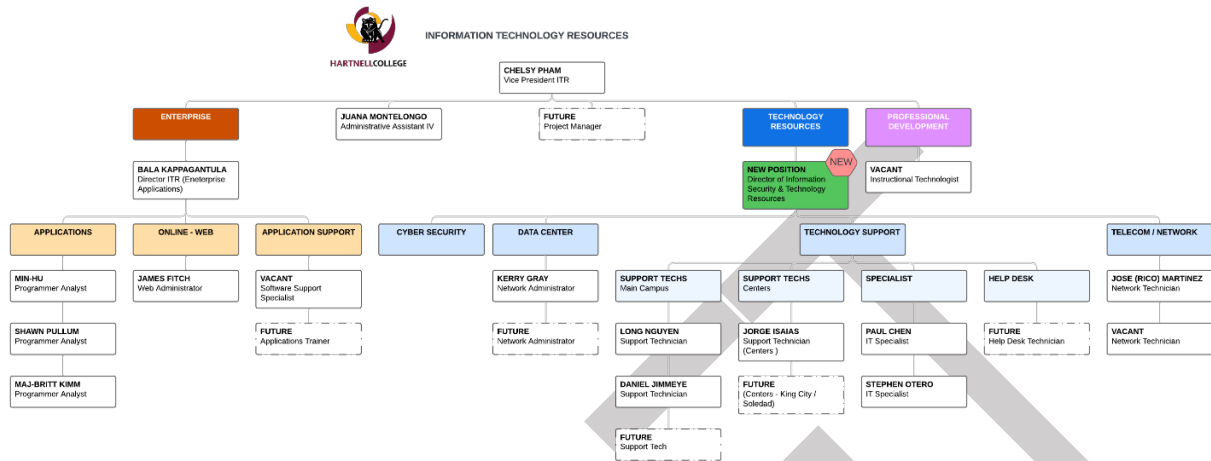 INFORMATION TECHNOLOGY RESOURCES
HARTNELLCOLLEGE
CHELSY PHAM
Vice President ITR
ENTERPRISE
JUANA MONTELONGO
Administrative Assistant IV
FUTURE
Project Manager
TECHNOLOGY
RESOURCES
PROFESSIONAL
DEVELOPMENT
BALA KAPPAGANTULA
Director ITR (Eneterprise
Applications)
NEW POSITION
Director of Information
Security & Technology
Resources
NEW
VACANT
Instructional Technologist
APPLICATIONS
ONLINE - WEB
APPLICATION SUPPORT
CYBER SECURITY
DATA CENTER
TECHNOLOGY SUPPORT
TELECOM / NETWORK
MIN-HU
Programmer Analyst
JAMES FITCH
Web Administrator
VACANT
Software Support
Specialist
KERRY GRAY
Network Administrator
SUPPORT TECHS
Main Campus
SUPPORT TECHS
Centers
SPECIALIST
HELP DESK
JOSE (RICO) MARTINEZ
Network Technician
SHAWN PULLUM
Programmer Analyst
FUTURE
Applications Trainer
FUTURE
Network Administrator
LONG NGUYEN
Support Technician
JORGE ISAIAS
Support Technician
(Centers )
PAUL CHEN
IT Specialist
FUTURE
Help Desk Technician
VACANT
Network Technician
MAJ-BRITT KIMM
Programmer Analyst
DANIEL JIMMEYE
Support Technician
FUTURE
(Centers - King City /
Soledad)
STEPHEN OTERO
IT Specialist
FUTURE
Support Tech